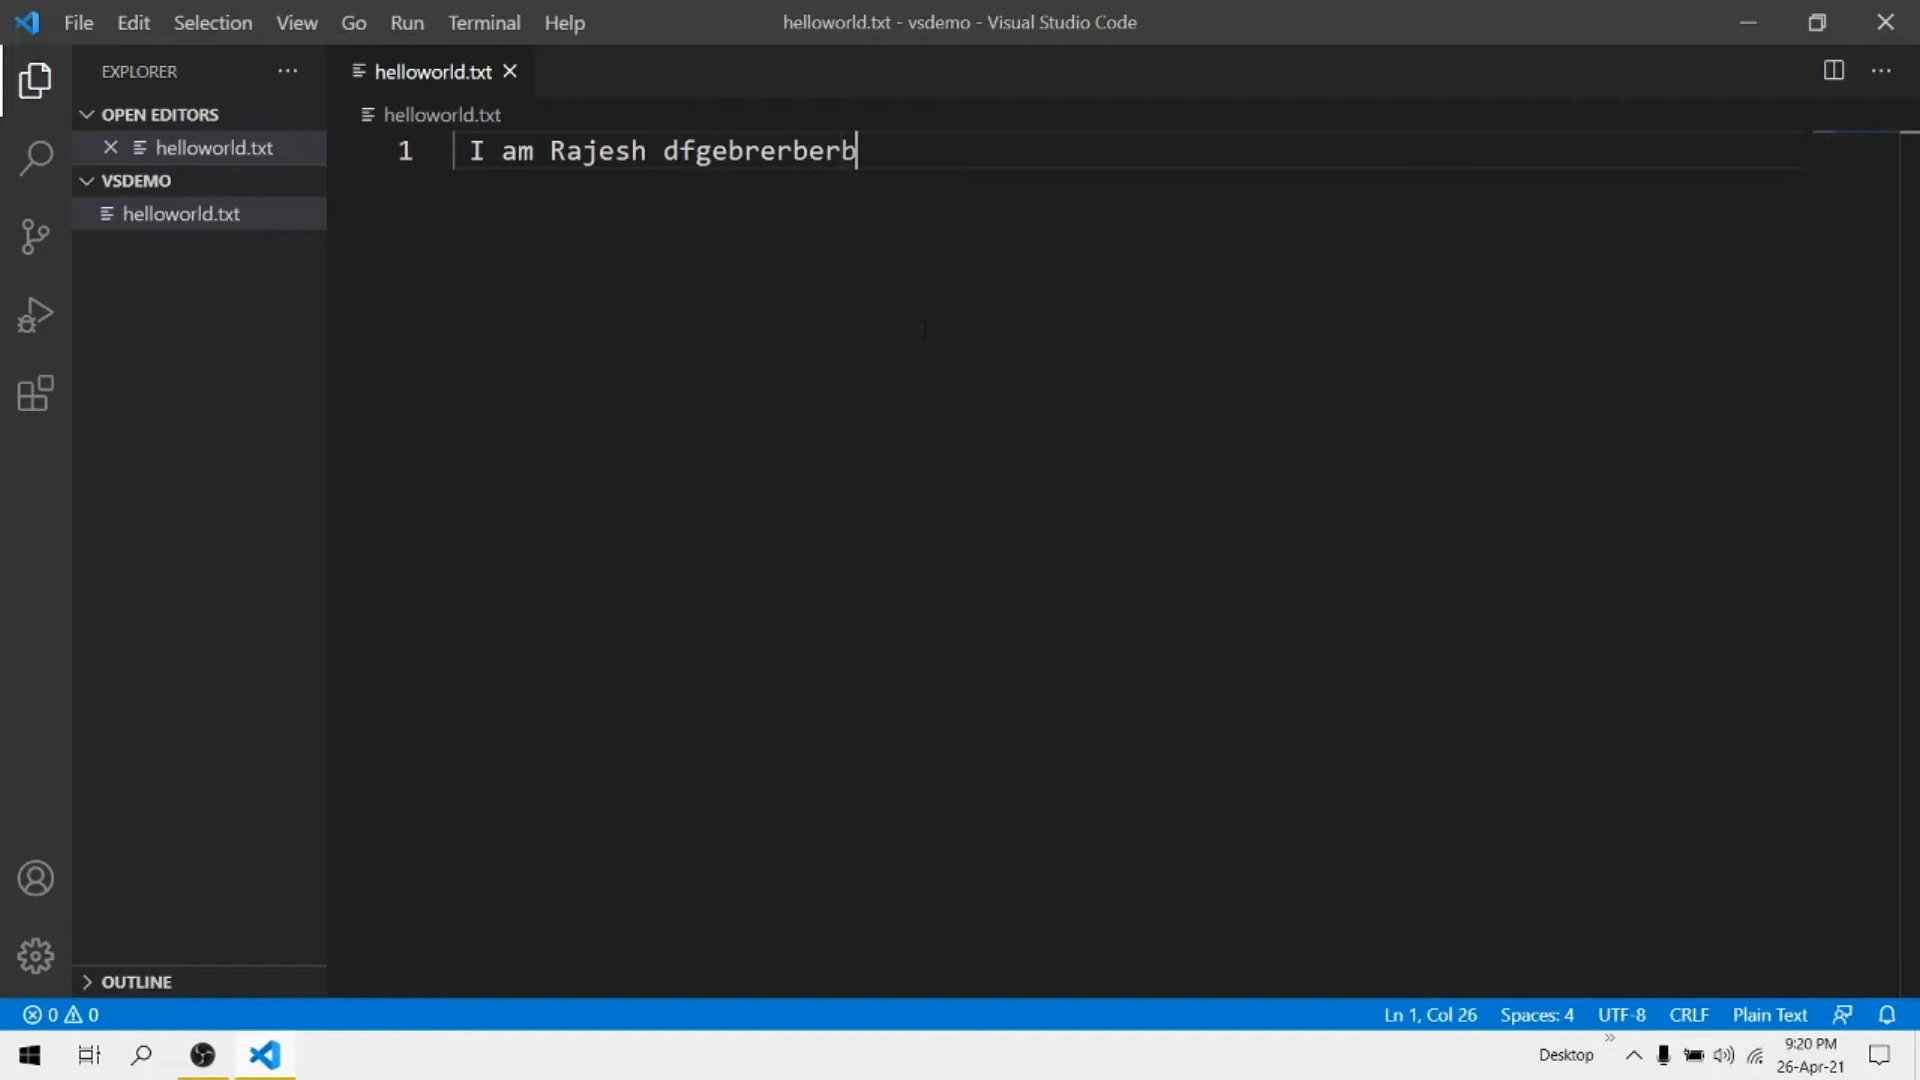 File Edit Selection View Go Run Terminal Help
helloworld.txt - vsdemo - Visual Studio Code
EXPLORER
helloworld.txt
OPEN EDITORS
helloworld.txt
helloworld.txt
1 I am Rajesh dfgebrerberb
VSDEMO
helloworld.txt
OUTLINE
0 0
Ln 1, Col 26 Spaces: 4 UTF-8 CRLF Plain Text
Desktop
9:20 PM
26-Apr-21